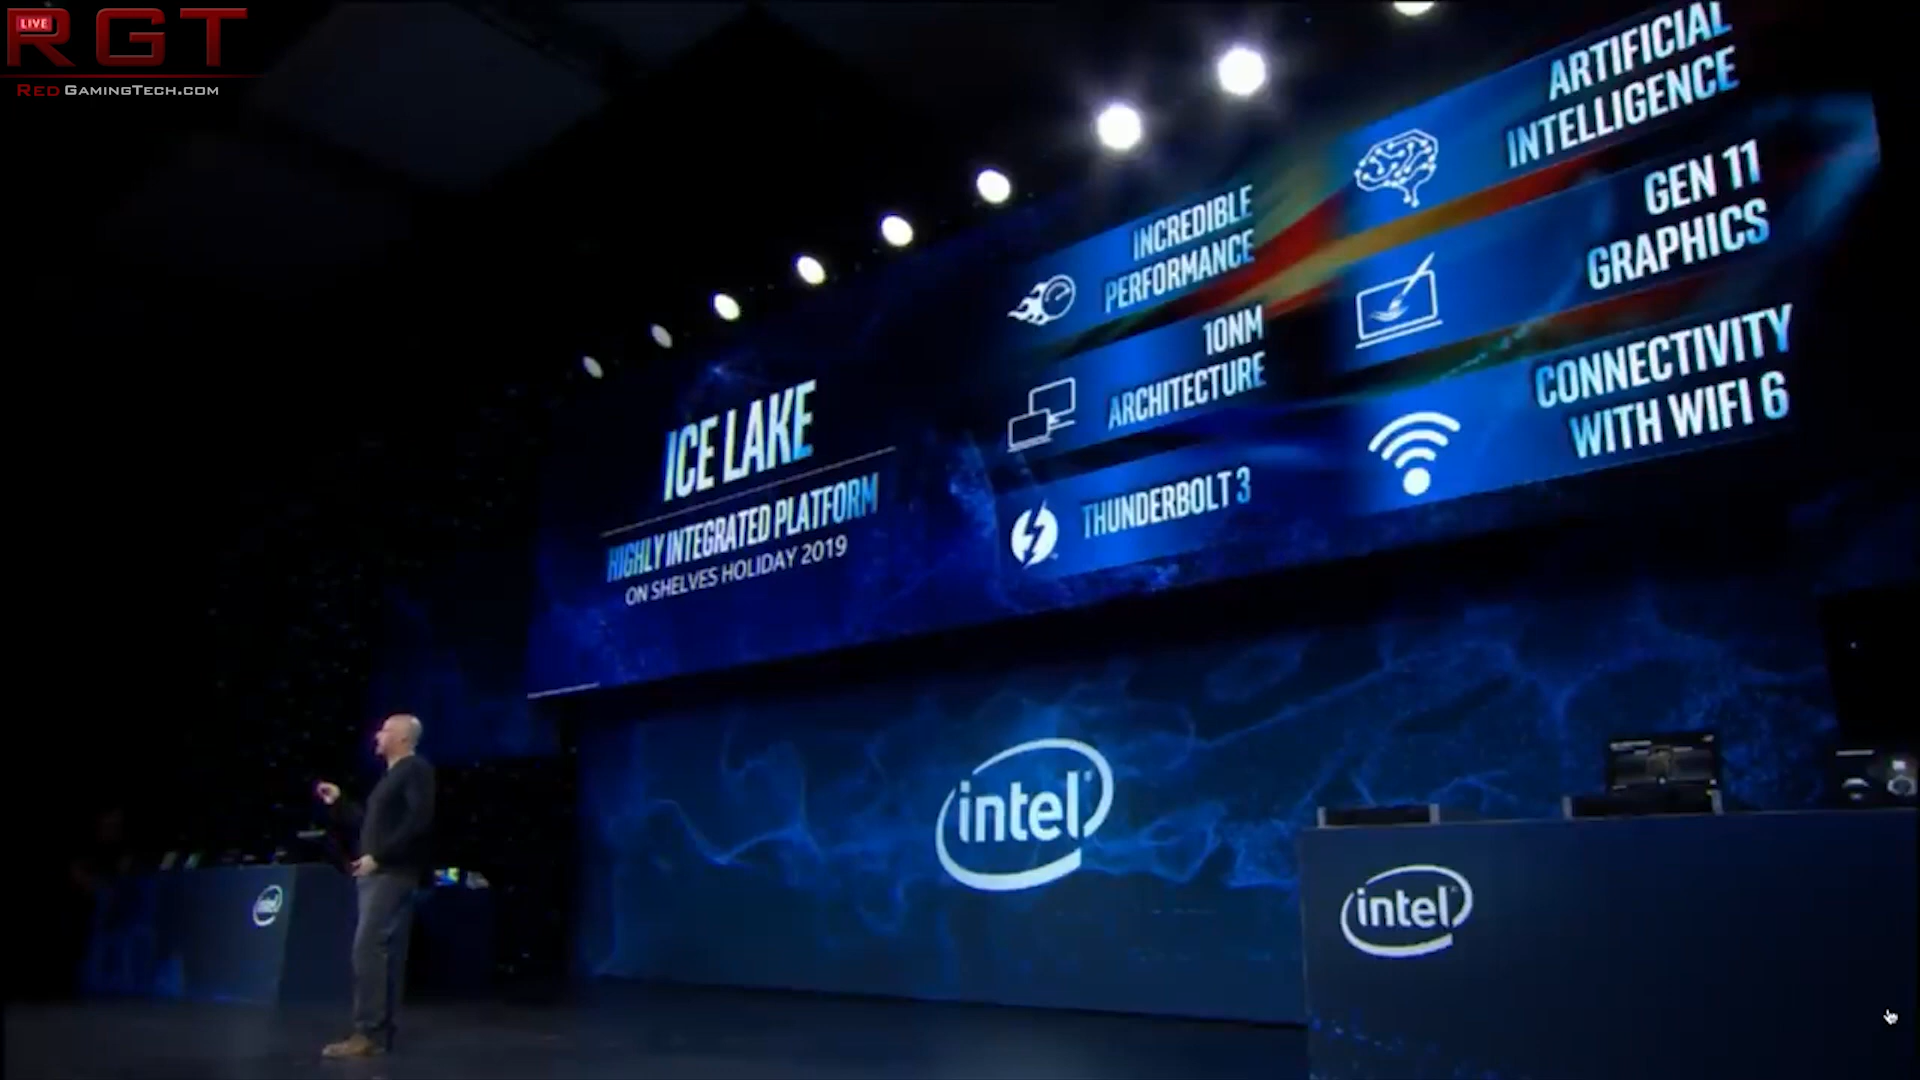 LIVE
RGT
REDGAMINGTECH.COM
ICE LAKE
HIGHLY INTEGRATED PLATFORM
ON SHELVES HOLIDAY 2019
INCREDIBLE
PERFORMANCE
10NM
ARCHITECTURE
THUNDERBOLT 3
ARTIFICIAL
INTELLIGENCE
GEN 11
GRAPHICS
CONNECTIVITY
WITH WIFI 6
intel
intel
intel